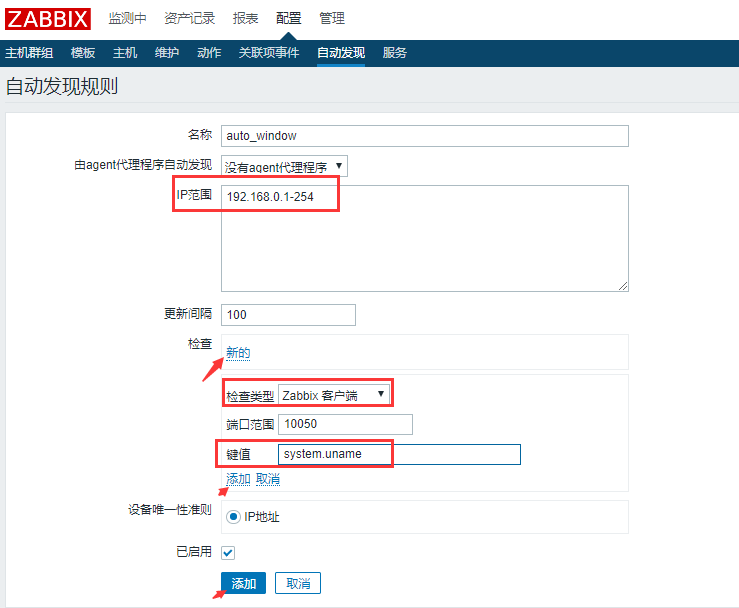 ZABBIX 监测中 资产记录 报表 配置 管理
主机群组 模板 主机 维护 动作 关联项事件 自动发现 服务
自动发现规则
名称 auto_window
由agent代理程序自动发现 没有agent代理程序
IP范围 192.168.0.1-254
更新间隔 100
检查 新的
检查类型 Zabbix 客户端
端口范围 10050
键值 system.uname
添加 取消
设备唯一性准则 IP地址
已启用
添加 取消